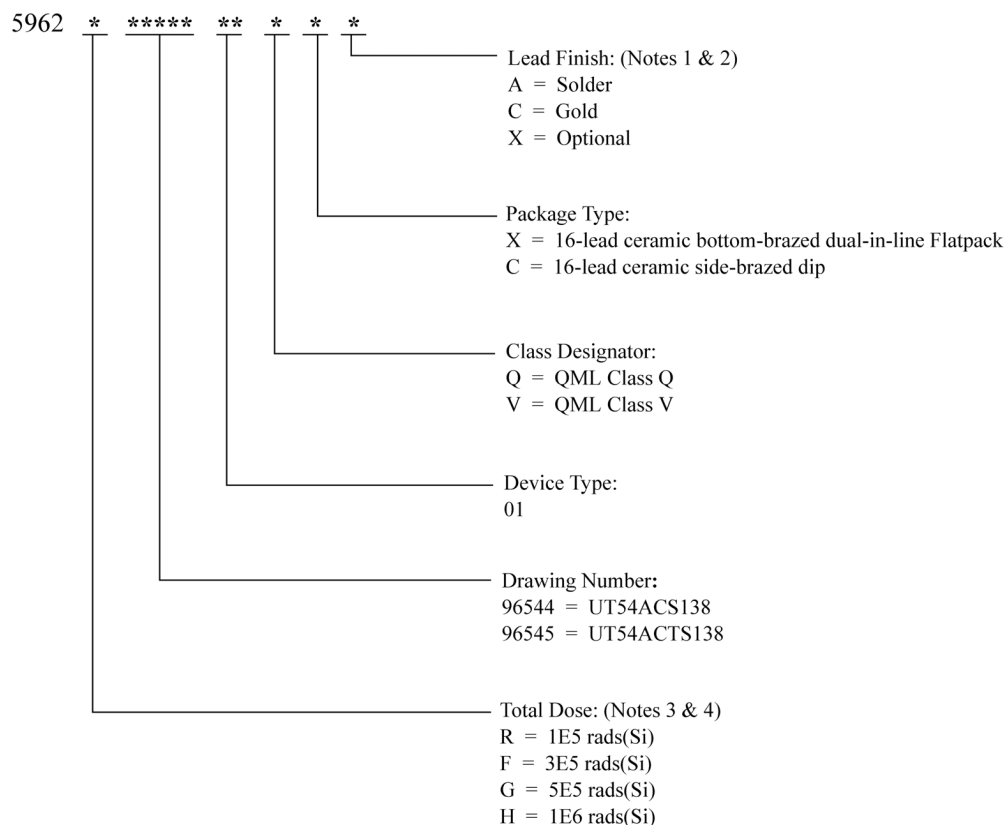 5962 * ***** ** * * *
Lead Finish: (Notes 1 & 2)
A = Solder
C = Gold
X = Optional
Package Type:
X = 16-lead ceramic bottom-brazed dual-in-line Flatpack
C = 16-lead ceramic side-brazed dip
Class Designator:
Q = QML Class Q
V = QML Class V
Device Type:
01
Drawing Number:
96544 = UT54ACS138
96545 = UT54ACTS138
Total Dose: (Notes 3 & 4)
R = 1E5 rads(Si)
F = 3E5 rads(Si)
G = 5E5 rads(Si)
H = 1E6 rads(Si)